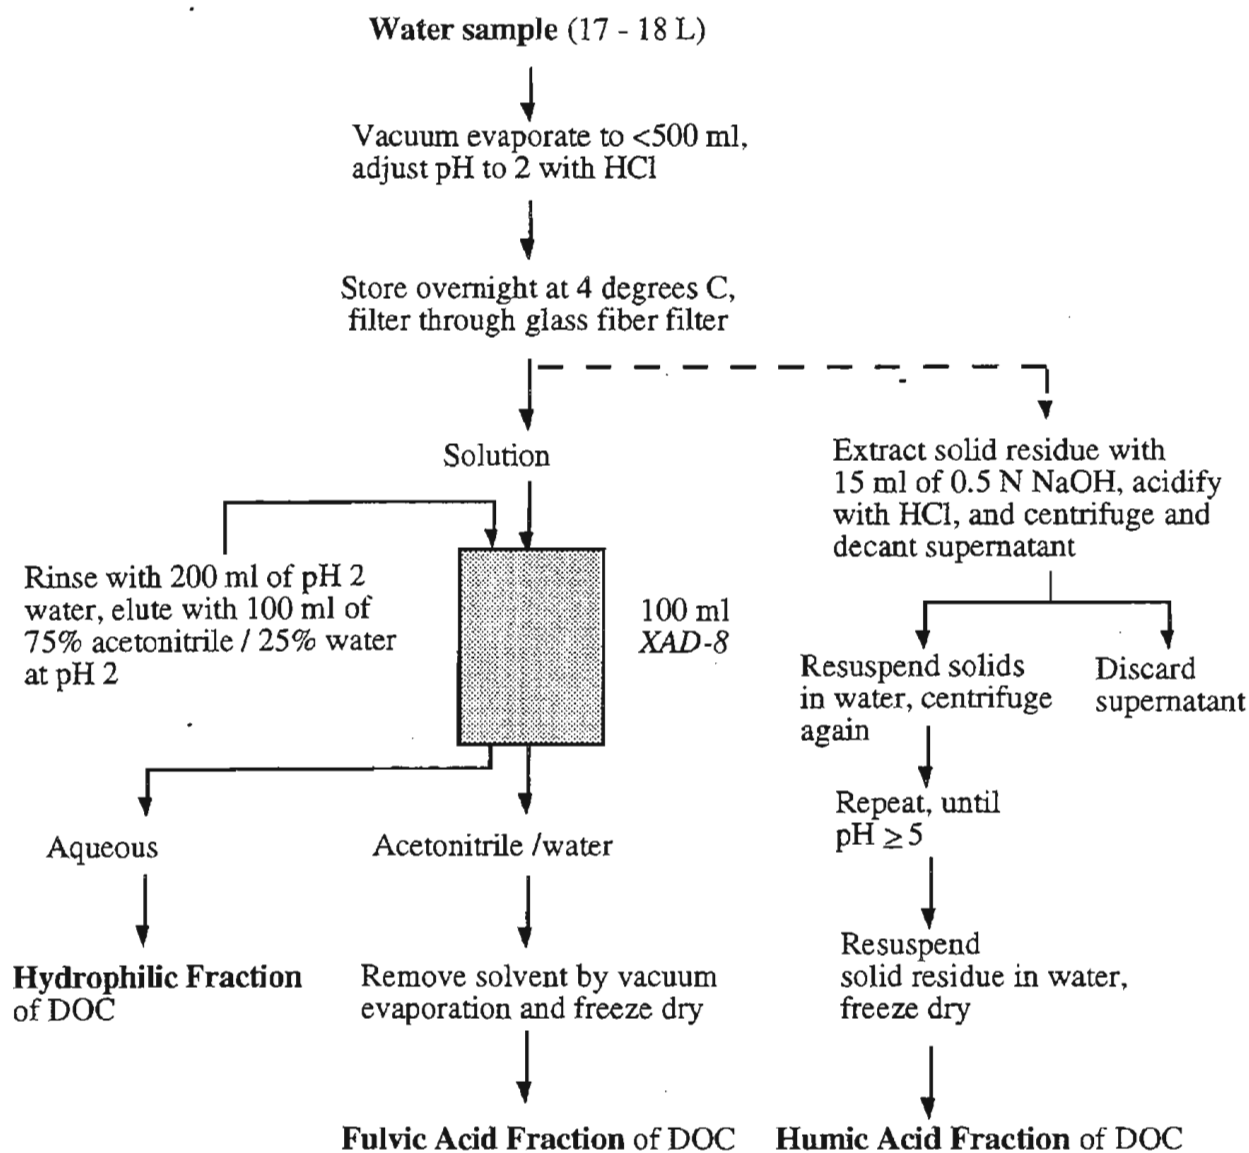 Water sample (17 - 18 L)
Vacuum evaporate to <500 ml,
adjust pH to 2 with HCl
Store overnight at 4 degrees C,
filter through glass fiber filter
Solution
Rinse with 200 ml of pH 2
water, elute with 100 ml of
75% acetonitrile / 25% water
at pH 2
100 ml
XAD-8
Aqueous
Hydrophilic Fraction
of DOC
Acetonitrile /water
Remove solvent by vacuum
evaporation and freeze dry
Fulvic Acid Fraction of DOC
Extract solid residue with
15 ml of 0.5 N NaOH, acidify
with HCl, and centrifuge and
decant supernatant
Resuspend solids
in water, centrifuge
again
Discard
supernatant
Repeat, until
pH ≥ 5
Resuspend
solid residue in water,
freeze dry
Humic Acid Fraction of DOC